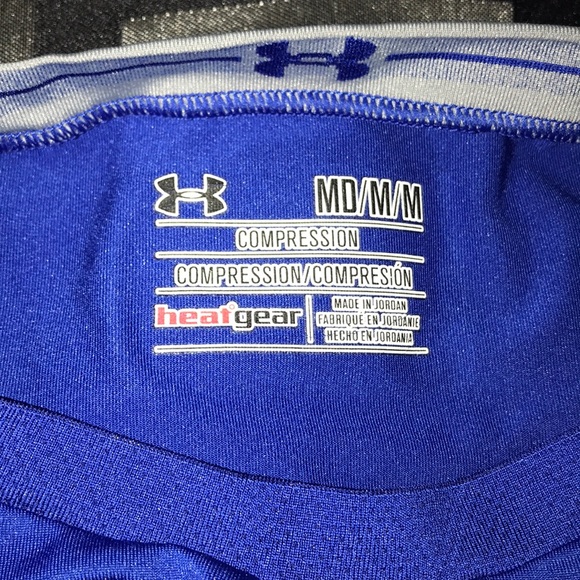 MD/M/M
COMPRESSION
COMPRESSION/COMPRESIÓN
heatgear
MADE IN JORDAN
FABRIQUE EN JORDANIE
HECHO EN JORDANIA